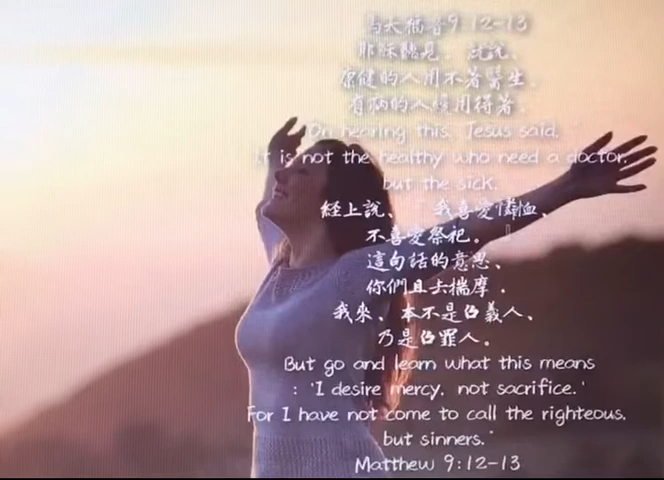 馬太福音9:12-13
耶穌聽見、就說、
康健的人用不著醫生、
有病的人纔用得著。
On hearing this, Jesus said,
It is not the healthy who need a doctor,
but the sick.
經上說、『我喜愛憐恤、
不喜愛祭祀。』
這句話的意思、
你們且去揣摩．
我來、本不是召義人、
乃是召罪人。
But go and learn what this means
: 'I desire mercy, not sacrifice.'
For I have not come to call the righteous,
but sinners."
Matthew 9:12-13